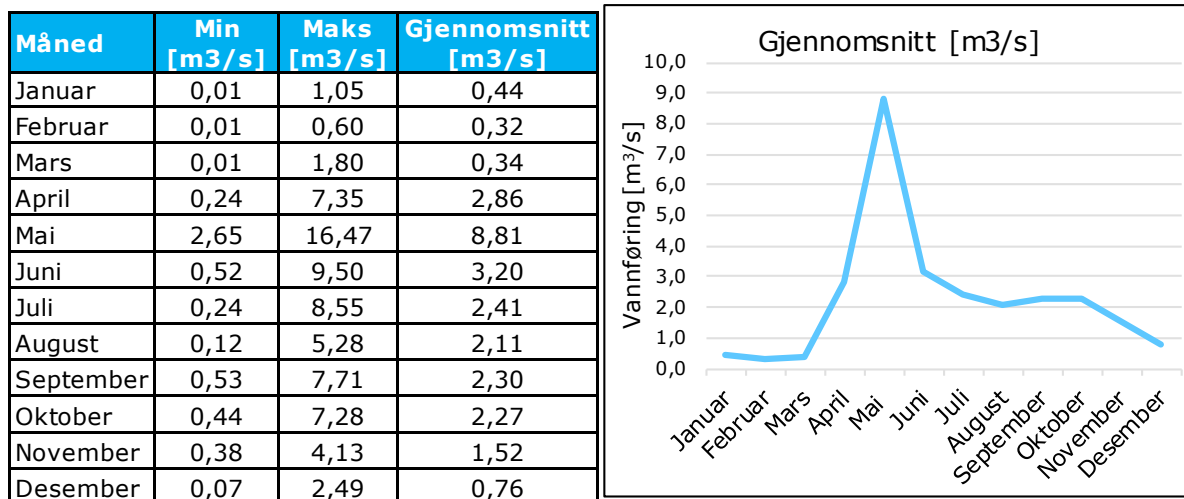 Måned Min [m3/s] Maks [m3/s] Gjennomsnitt [m3/s]
Januar 0,01 1,05 0,44
Februar 0,01 0,60 0,32
Mars 0,01 1,80 0,34
April 0,24 7,35 2,86
Mai 2,65 16,47 8,81
Juni 0,52 9,50 3,20
Juli 0,24 8,55 2,41
August 0,12 5,28 2,11
September 0,53 7,71 2,30
Oktober 0,44 7,28 2,27
November 0,38 4,13 1,52
Desember 0,07 2,49 0,76
Gjennomsnitt [m3/s]
Vannføring [m³/s]
10,0
9,0
8,0
7,0
6,0
5,0
4,0
3,0
2,0
1,0
0,0
Januar
Februar
Mars
April
Mai
Juni
Juli
August
September
Oktober
November
Desember